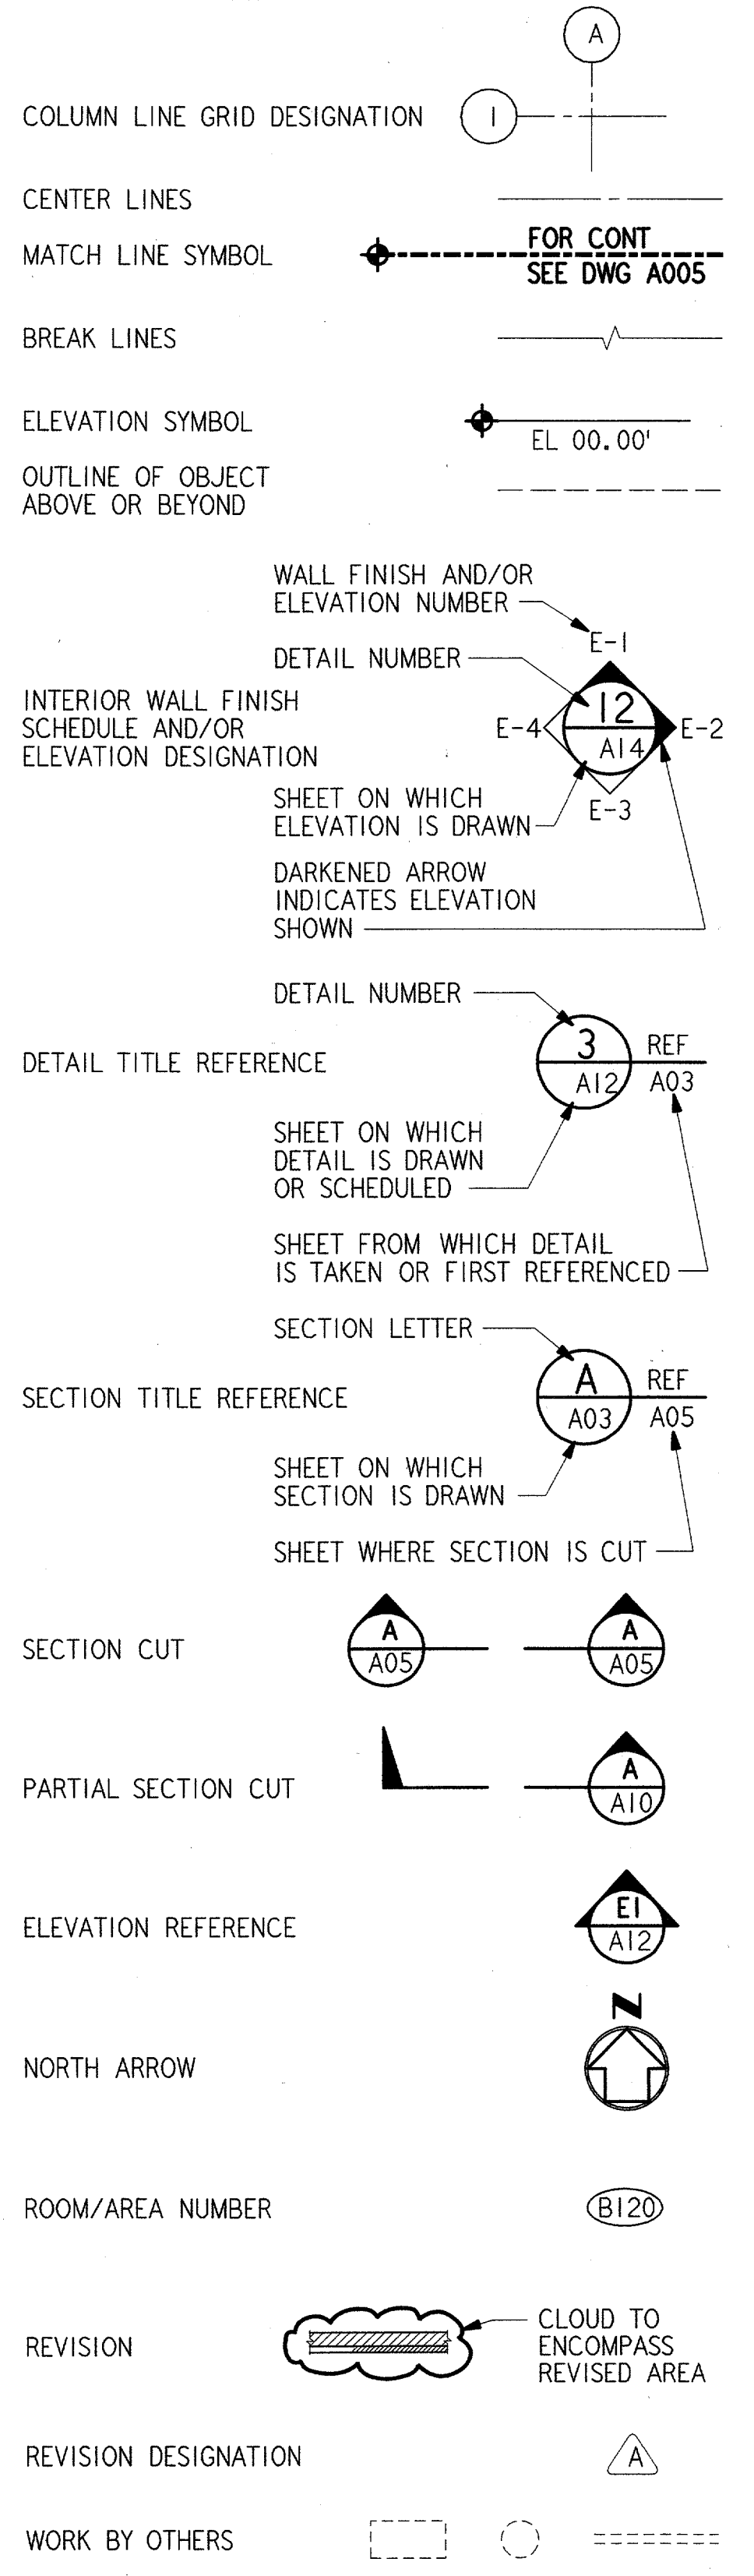 A
COLUMN LINE GRID DESIGNATION 1
CENTER LINES
FOR CONT
MATCH LINE SYMBOL
SEE DWG A005
BREAK LINES
ELEVATION SYMBOL
EL 00.00'
OUTLINE OF OBJECT
ABOVE OR BEYOND
WALL FINISH AND/OR
ELEVATION NUMBER
E-1
DETAIL NUMBER
INTERIOR WALL FINISH
SCHEDULE AND/OR
ELEVATION DESIGNATION
12
E-4
E-2
A14
SHEET ON WHICH
ELEVATION IS DRAWN
E-3
DARKENED ARROW
INDICATES ELEVATION
SHOWN
DETAIL NUMBER
3
REF
DETAIL TITLE REFERENCE
A12
A03
SHEET ON WHICH
DETAIL IS DRAWN
OR SCHEDULED
SHEET FROM WHICH DETAIL
IS TAKEN OR FIRST REFERENCED
SECTION LETTER
A
REF
SECTION TITLE REFERENCE
A03
A05
SHEET ON WHICH
SECTION IS DRAWN
SHEET WHERE SECTION IS CUT
SECTION CUT
A
A05
A
A05
PARTIAL SECTION CUT
A
A10
ELEVATION REFERENCE
E1
A12
N
NORTH ARROW
ROOM/AREA NUMBER
B120
REVISION
CLOUD TO
ENCOMPASS
REVISED AREA
REVISION DESIGNATION
A
WORK BY OTHERS